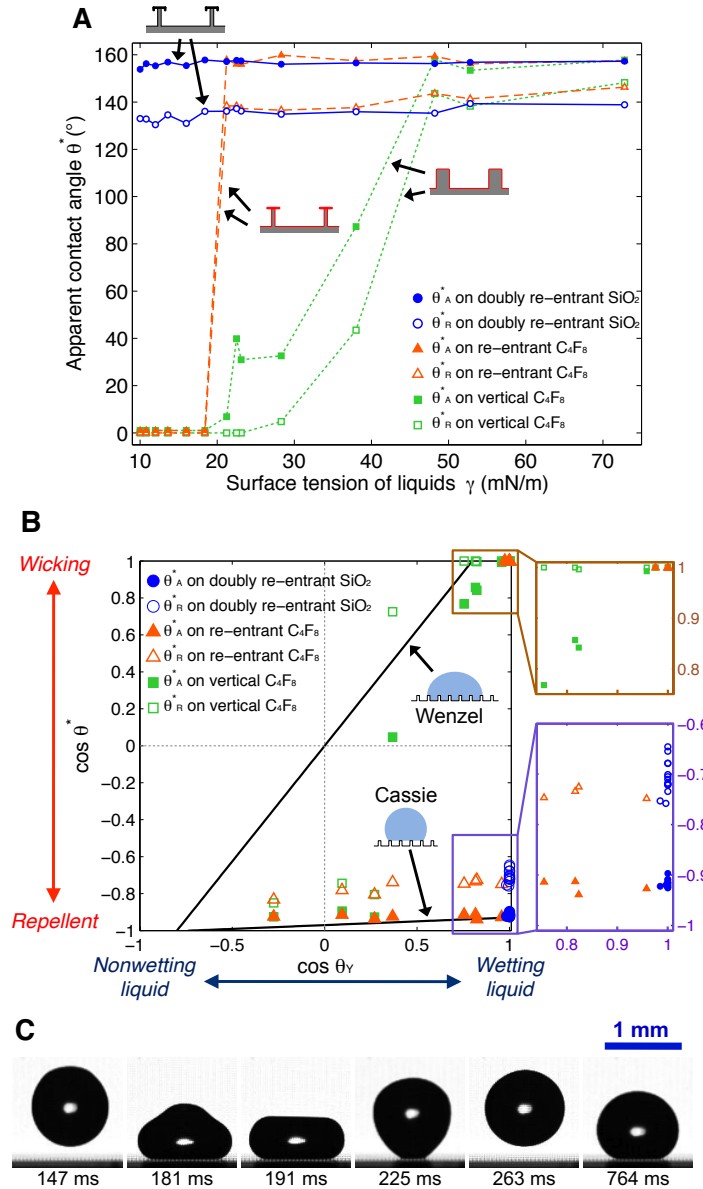 A
160
140
120
100
80
60
40
20
0
Apparent contact angle θ* (°)
θ*A on doubly re-entrant SiO₂
θ*R on doubly re-entrant SiO₂
θ*A on re-entrant C₄F₈
θ*R on re-entrant C₄F₈
θ*A on vertical C₄F₈
θ*R on vertical C₄F₈
10 20 30 40 50 60 70
Surface tension of liquids γ (mN/m)
B
Wicking
Repellent
1
0.8
0.6
0.4
0.2
0
−0.2
−0.4
−0.6
−0.8
−1
cos θ*
θ*A on doubly re-entrant SiO₂
θ*R on doubly re-entrant SiO₂
θ*A on re-entrant C₄F₈
θ*R on re-entrant C₄F₈
θ*A on vertical C₄F₈
θ*R on vertical C₄F₈
Wenzel
Cassie
−1 −0.5 0 0.5 1
cos θY
Nonwetting
liquid
Wetting
liquid
1
0.9
0.8
−0.6
−0.7
−0.8
−0.9
−1
0.8 0.9 1
C
1 mm
147 ms 181 ms 191 ms 225 ms 263 ms 764 ms